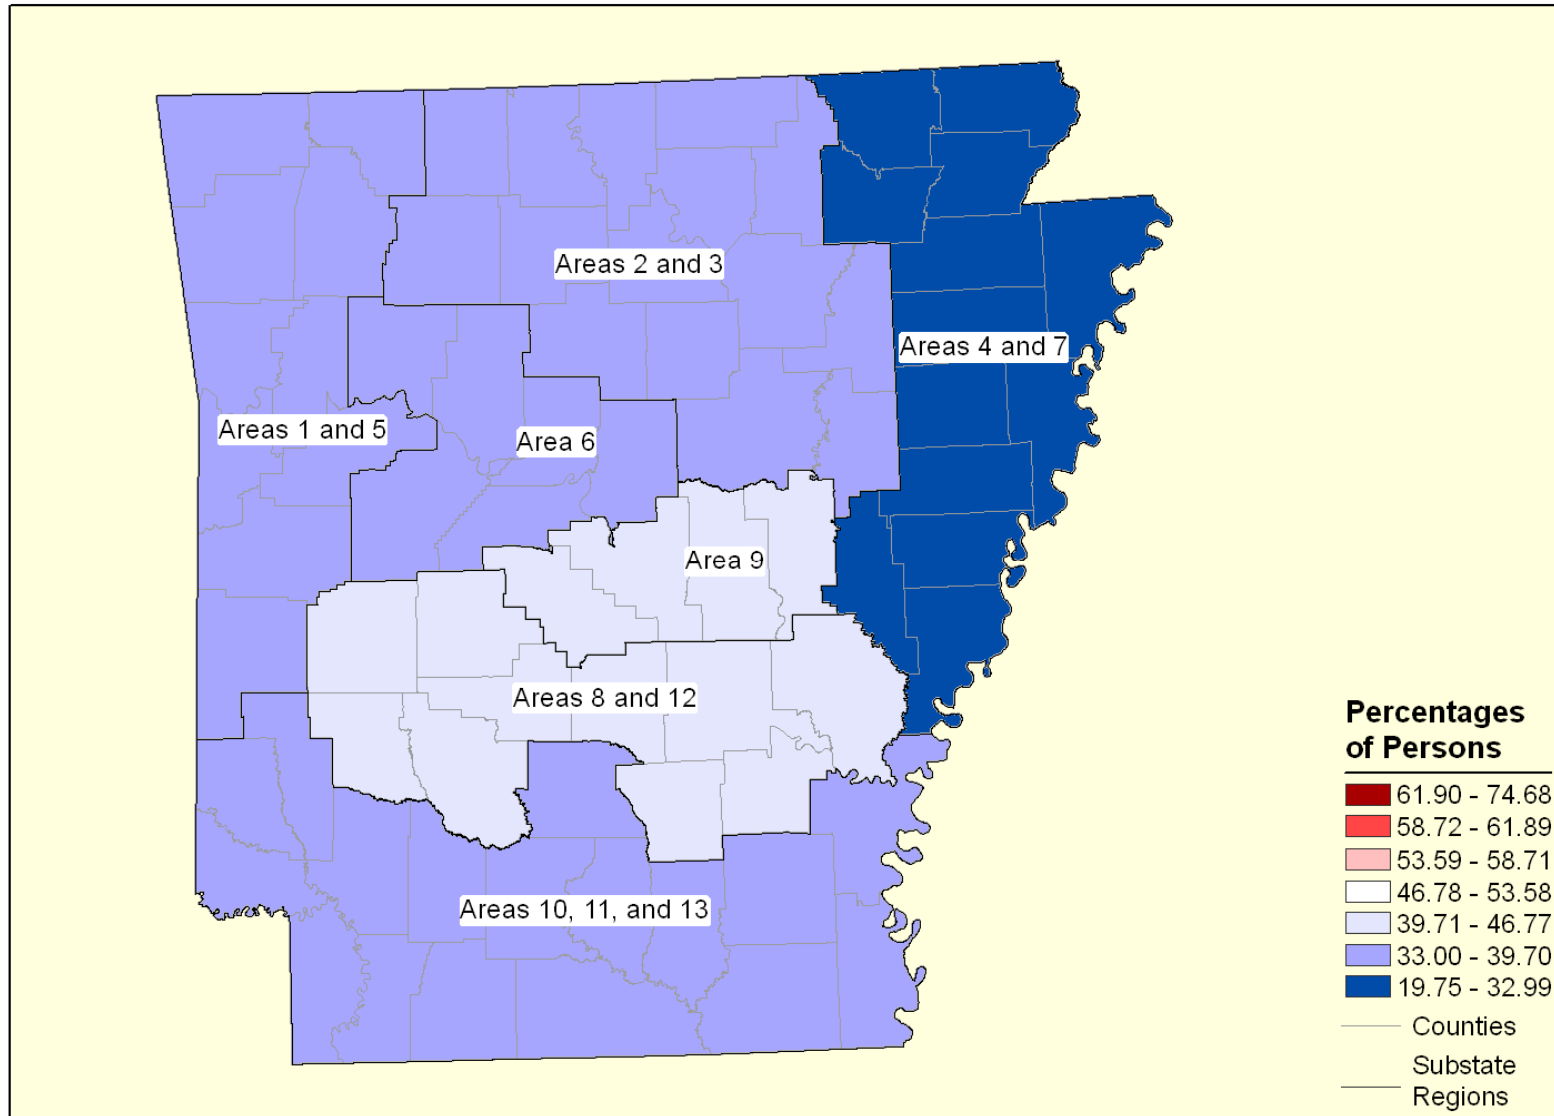 Areas 2 and 3
Areas 4 and 7
Areas 1 and 5
Area 6
Area 9
Areas 8 and 12
Areas 10, 11, and 13
Percentages
of Persons
61.90 - 74.68
58.72 - 61.89
53.59 - 58.71
46.78 - 53.58
39.71 - 46.77
33.00 - 39.70
19.75 - 32.99
Counties
Substate
Regions